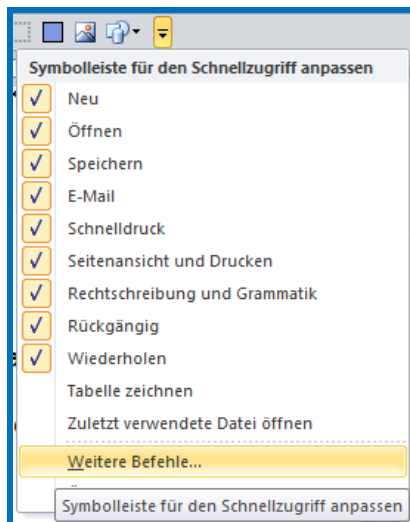 Symbolleiste für den Schnellzugriff anpassen
Neu
Öffnen
Speichern
E-Mail
Schnelldruck
Seitenansicht und Drucken
Rechtschreibung und Grammatik
Rückgängig
Wiederholen
Tabelle zeichnen
Zuletzt verwendete Datei öffnen
Weitere Befehle...
Symbolleiste für den Schnellzugriff anpassen